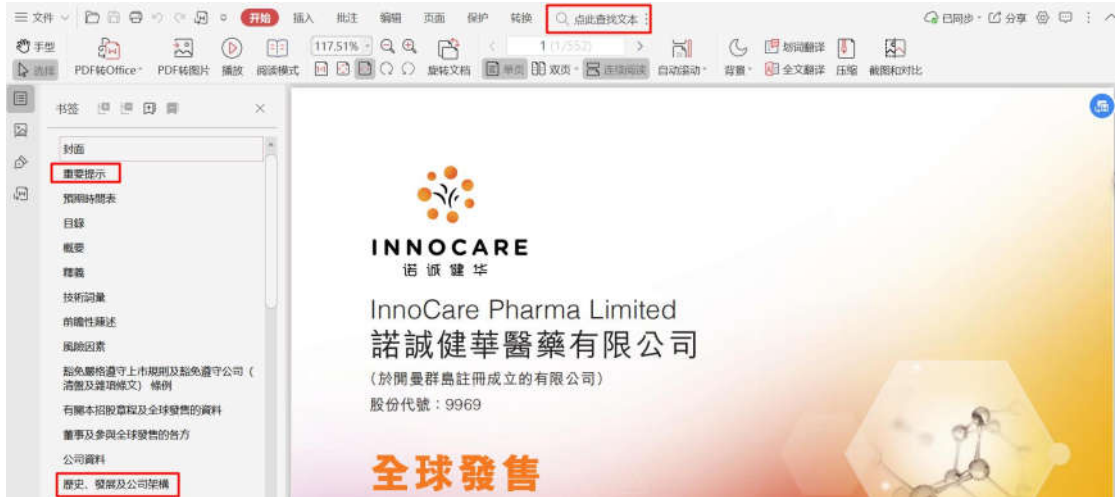 三 文件 开始 插入 批注 编辑 页面 保护 转换 点此查找文本 已同步 分享
手型 117.51% 1 (1/552) 划词翻译
选择 PDF转Office PDF转图片 播放 阅读模式 旋转文档 单页 双页 连续阅读 自动滚动 背景 全文翻译 压缩 截图和对比
书签
封面
重要提示
預期時間表
目錄
概要
釋義
技術詞彙
前瞻性陳述
風險因素
豁免嚴格遵守上市規則及豁免遵守公司(
清盤及雜項條文) 條例
有關本招股章程及全球發售的資料
董事及參與全球發售的各方
公司資料
歷史、發展及公司架構
INNOCARE
诺诚健华
InnoCare Pharma Limited
諾誠健華醫藥有限公司
(於開曼群島註冊成立的有限公司)
股份代號：9969
全球發售